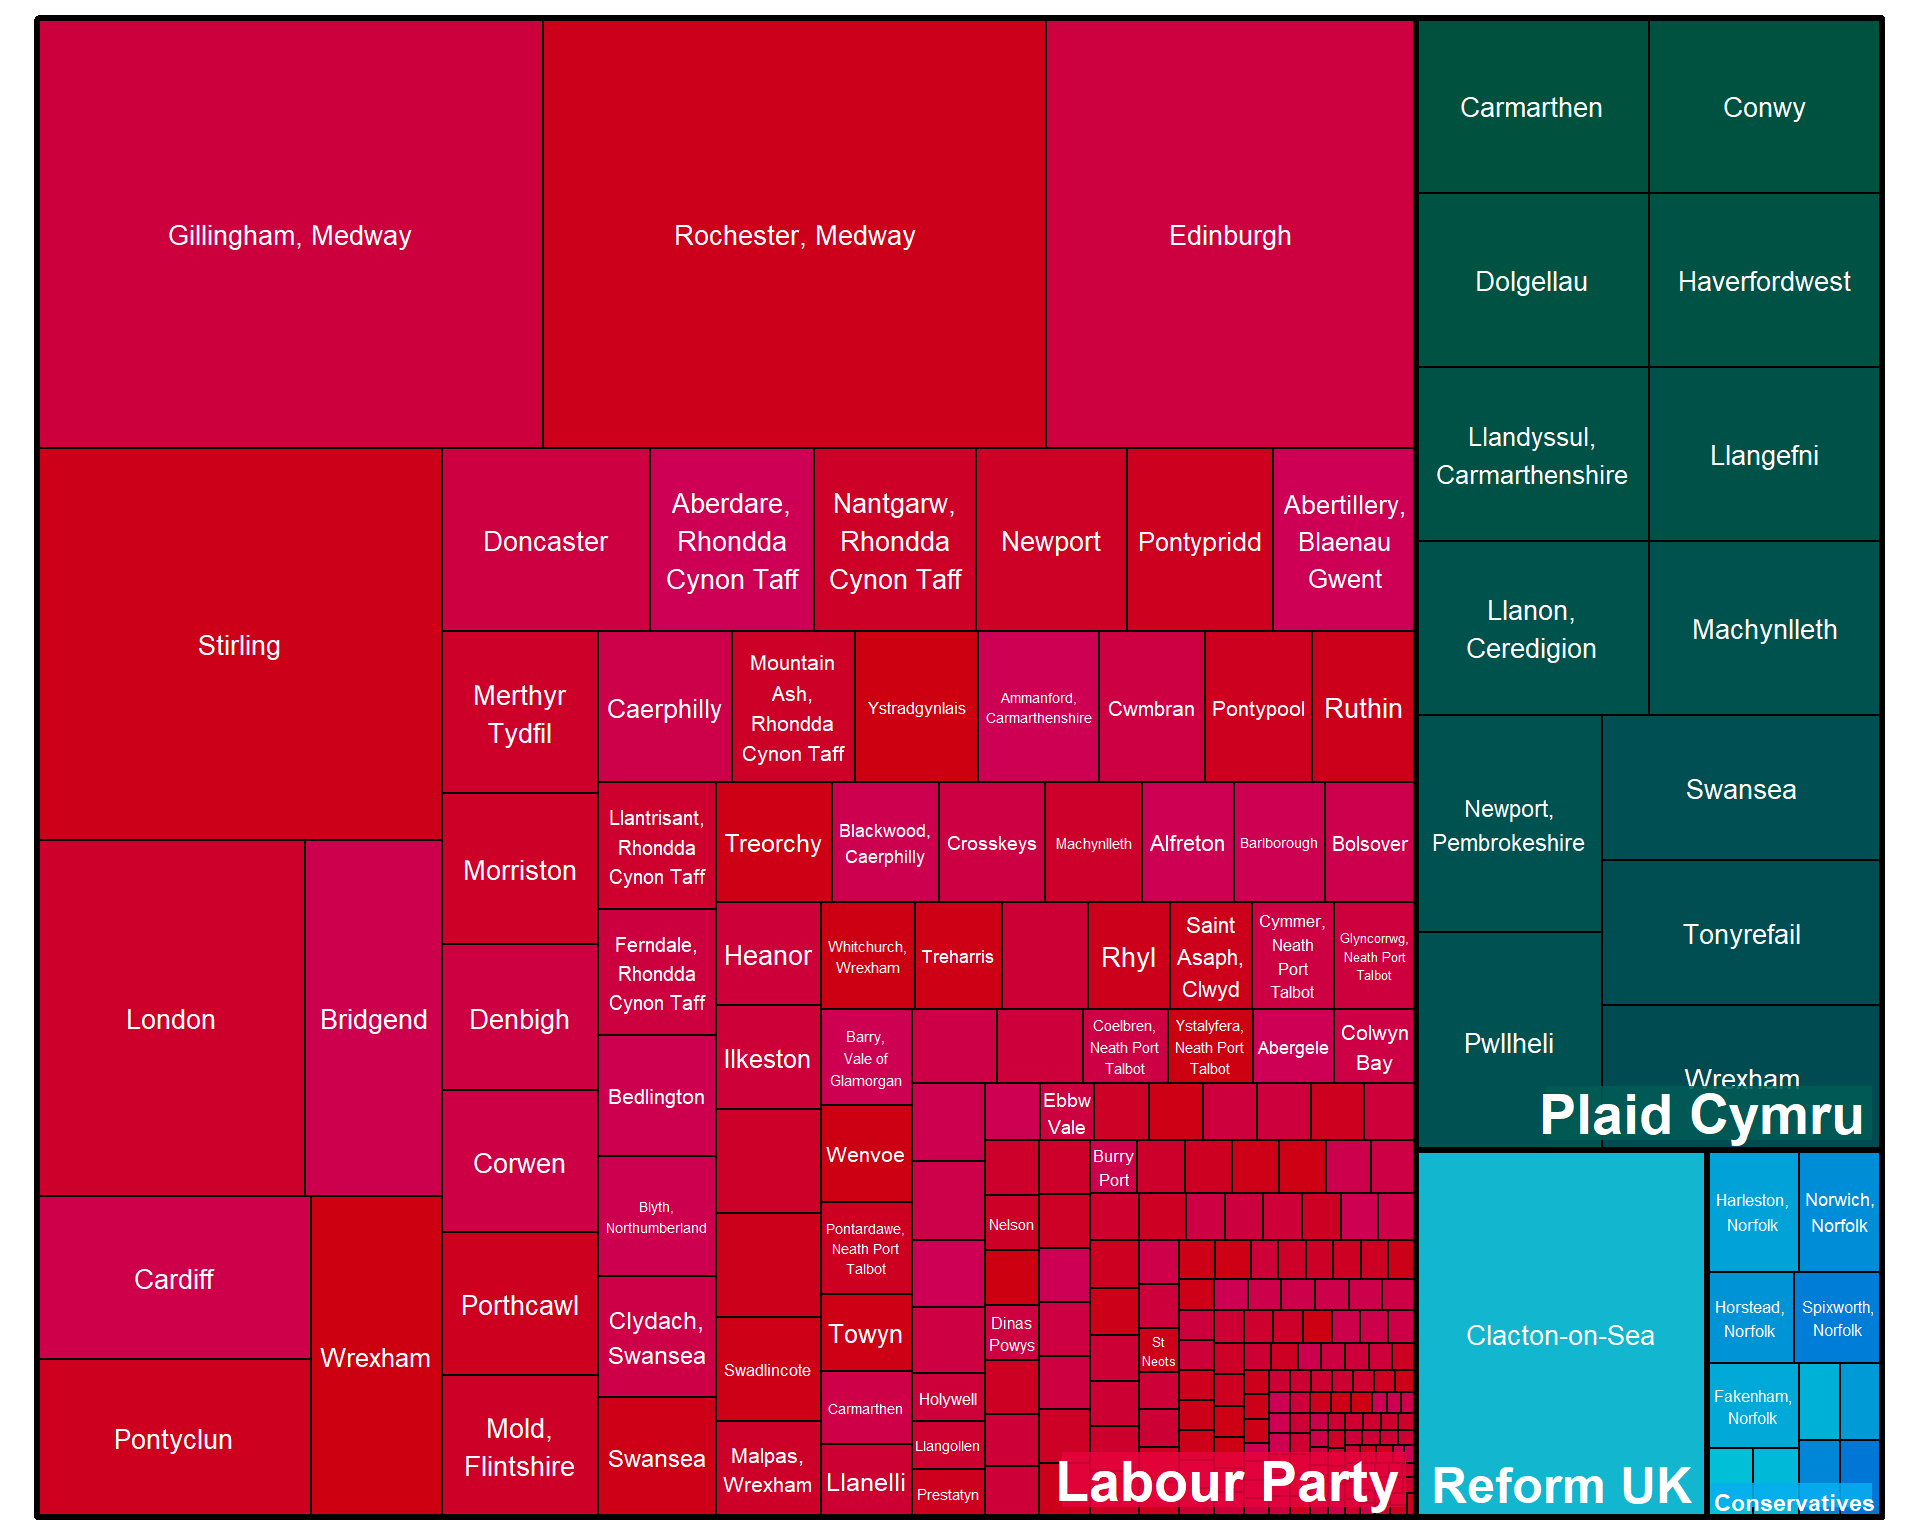 Gillingham, Medway
Rochester, Medway
Edinburgh
Stirling
Doncaster
Aberdare,
Rhondda
Cynon Taff
Nantgarw,
Rhondda
Cynon Taff
Newport
Pontypridd
Abertillery,
Blaenau
Gwent
Merthyr
Tydfil
Caerphilly
Mountain
Ash,
Rhondda
Cynon Taff
Ystradgynlais
Ammanford,
Carmarthenshire
Cwmbran
Pontypool
Ruthin
Morriston
Llantrisant,
Rhondda
Cynon Taff
Treorchy
Blackwood,
Caerphilly
Crosskeys
Machynlleth
Alfreton
Barlborough
Bolsover
London
Bridgend
Denbigh
Ferndale,
Rhondda
Cynon Taff
Heanor
Whitchurch,
Wrexham
Treharris
Rhyl
Saint
Asaph,
Clwyd
Cymmer,
Neath
Port
Talbot
Glyncorrwg,
Neath Port
Talbot
Ilkeston
Barry,
Vale of
Glamorgan
Coelbren,
Neath Port
Talbot
Ystalyfera,
Neath Port
Talbot
Abergele
Colwyn
Bay
Bedlington
Ebbw
Vale
Corwen
Wenvoe
Burry
Port
Blyth,
Northumberland
Pontardawe,
Neath Port
Talbot
Nelson
Cardiff
Wrexham
Pontyclun
Porthcawl
Clydach,
Swansea
Towyn
Dinas
Powys
St
Neots
Swadlincote
Carmarthen
Holywell
Mold,
Flintshire
Swansea
Malpas,
Wrexham
Llanelli
Llangollen
Prestatyn
Labour Party
Carmarthen
Conwy
Dolgellau
Haverfordwest
Llandyssul,
Carmarthenshire
Llangefni
Llanon,
Ceredigion
Machynlleth
Newport,
Pembrokeshire
Swansea
Tonyrefail
Pwllheli
Wrexham
Plaid Cymru
Clacton-on-Sea
Reform UK
Harleston,
Norfolk
Norwich,
Norfolk
Horstead,
Norfolk
Spixworth,
Norfolk
Fakenham,
Norfolk
Conservatives